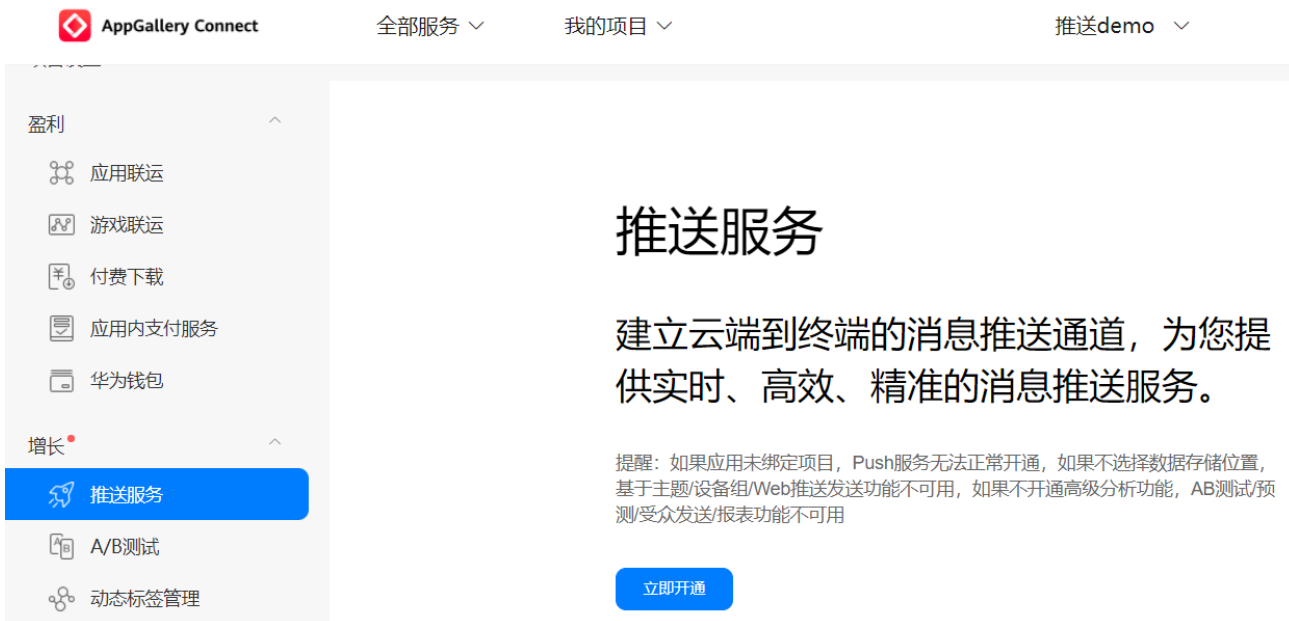 AppGallery Connect
全部服务
我的项目
推送demo
盈利
应用联运
游戏联运
付费下载
应用内支付服务
华为钱包
增长
推送服务
A/B测试
动态标签管理
推送服务
建立云端到终端的消息推送通道，为您提
供实时、高效、精准的消息推送服务。
提醒：如果应用未绑定项目，Push服务无法正常开通，如果不选择数据存储位置，
基于主题/设备组/Web推送发送功能不可用，如果不开通高级分析功能，AB测试/预
测/受众发送/报表功能不可用
立即开通